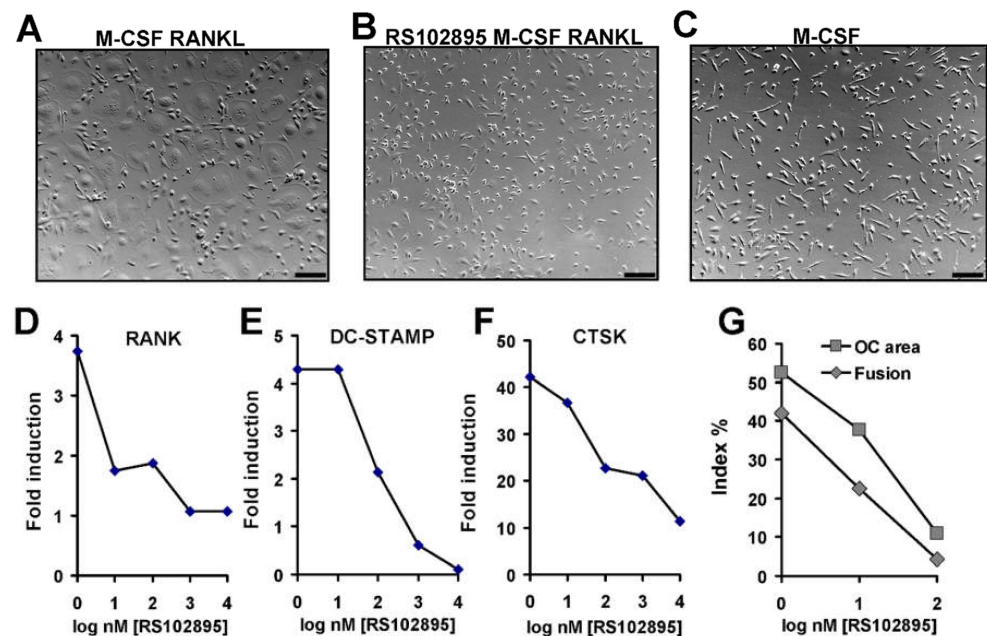 A
M-CSF RANKL
B
RS102895 M-CSF RANKL
C
M-CSF
D
RANK
Fold induction
4
3
2
1
0
0 1 2 3 4
log nM [RS102895]
E
DC-STAMP
Fold induction
5
4
3
2
1
0
0 1 2 3 4
log nM [RS102895]
F
CTSK
Fold induction
50
40
30
20
10
0
0 1 2 3 4
log nM [RS102895]
G
OC area
Fusion
Index %
60
50
40
30
20
10
0
0 1 2
log nM [RS102895]